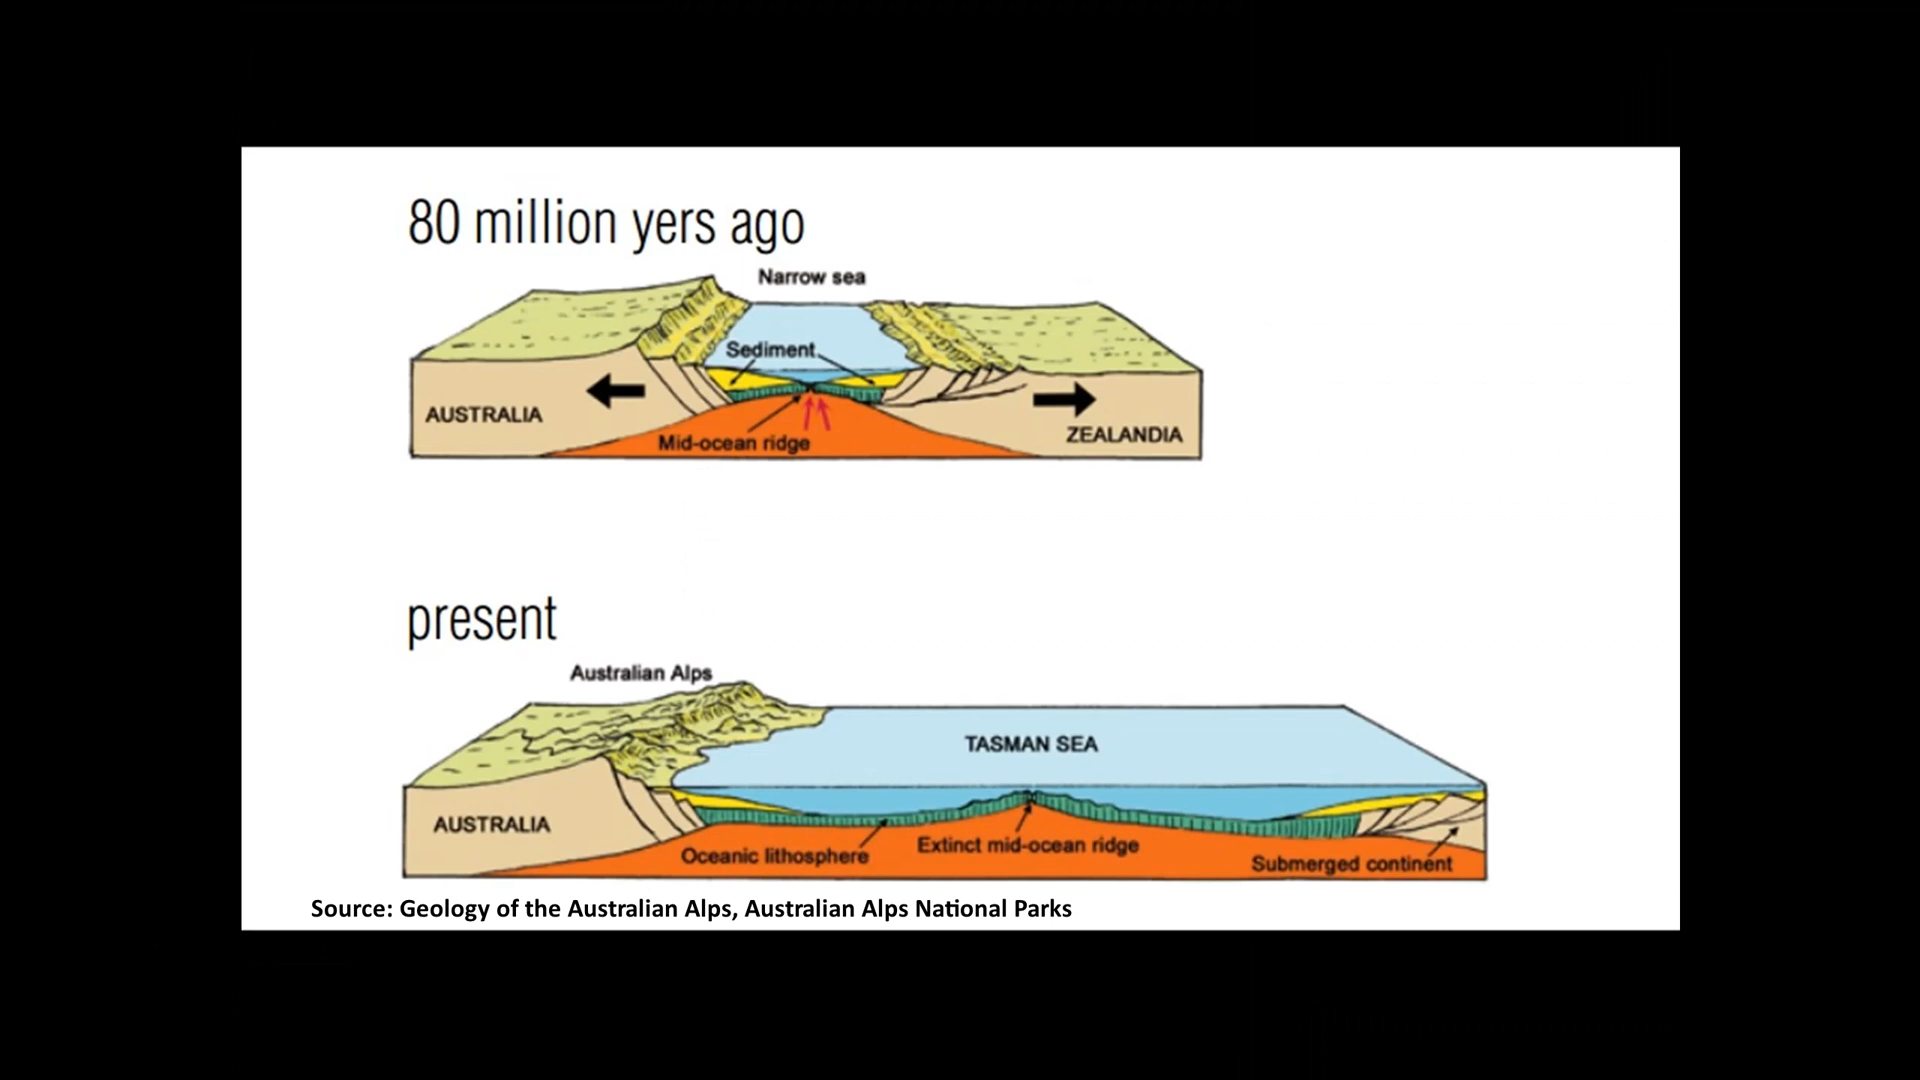 80 million yers ago
Narrow sea
Sediment
AUSTRALIA
ZEALANDIA
Mid-ocean ridge
present
Australian Alps
TASMAN SEA
AUSTRALIA
Oceanic lithosphere
Extinct mid-ocean ridge
Submerged continent
Source: Geology of the Australian Alps, Australian Alps National Parks